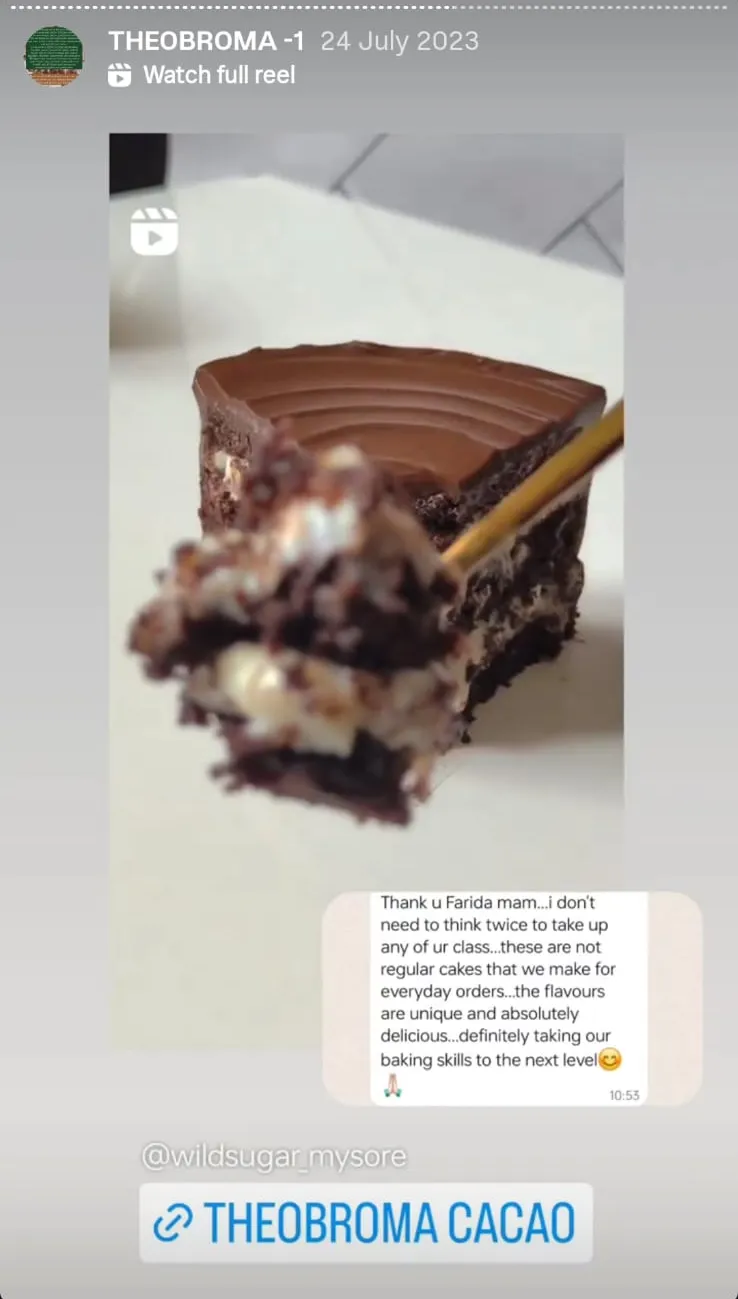 THEOBROMA -1 24 July 2023
Watch full reel
Thank u Farida mam...i don't
need to think twice to take up
any of ur class...these are not
regular cakes that we make for
everyday orders...the flavours
are unique and absolutely
delicious...definitely taking our
baking skills to the next level😊
🙏🏻
10:53
@wildsugar_mysore
THEOBROMA CACAO